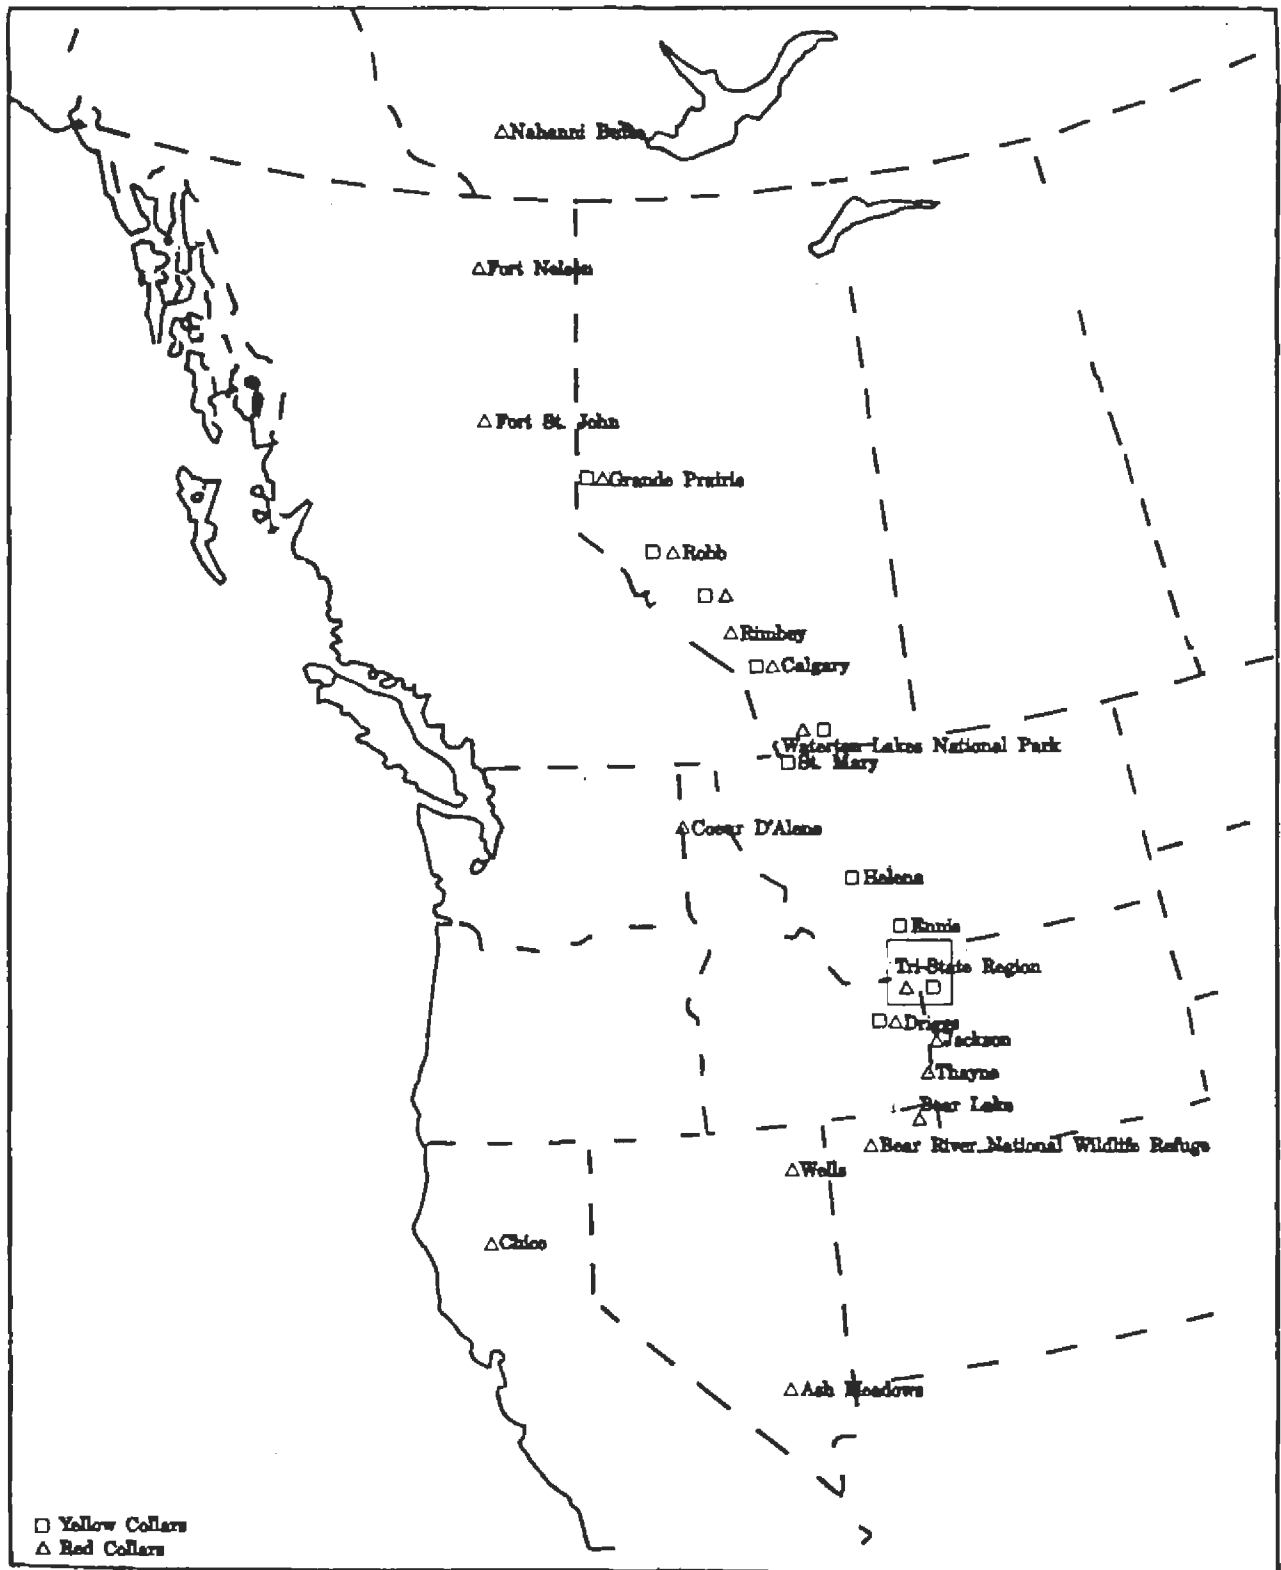 Nahanni Butte
Fort Nelson
Fort St. John
Grande Prairie
Robb
Rimbey
Calgary
Waterton Lakes National Park
St. Mary
Coeur D'Alene
Helena
Ennis
Tri-State Region
Driggs
Jackson
Thayne
Bear Lake
Bear River National Wildlife Refuge
Wells
Chico
Ash Meadows
Yellow Collars
Red Collars